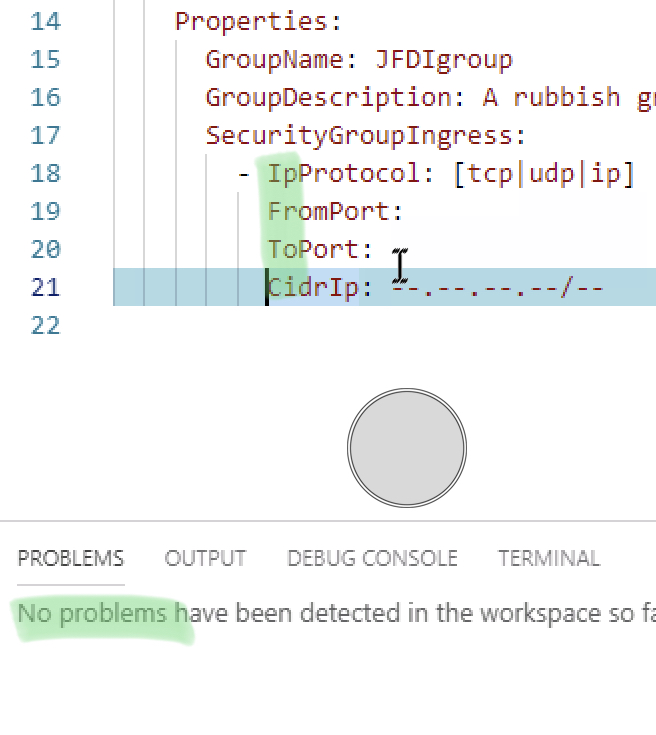 14 Properties:
15 GroupName: JFDIgroup
16 GroupDescription: A rubbish
17 SecurityGroupIngress:
18 - IpProtocol: [tcp|udp|ip]
19 FromPort:
20 ToPort:
21 CidrIp: --.--.--.--/--
22
PROBLEMS OUTPUT DEBUG CONSOLE TERMINAL
No problems have been detected in the workspace so